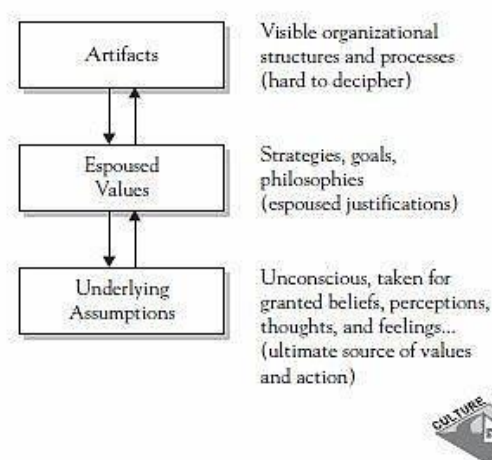 Artifacts
Visible organizational
structures and processes
(hard to decipher)
Espoused
Values
Strategies, goals,
philosophies
(espoused justifications)
Underlying
Assumptions
Unconscious, taken for
granted beliefs, perceptions,
thoughts, and feelings...
(ultimate source of values
and action)
CULTURE